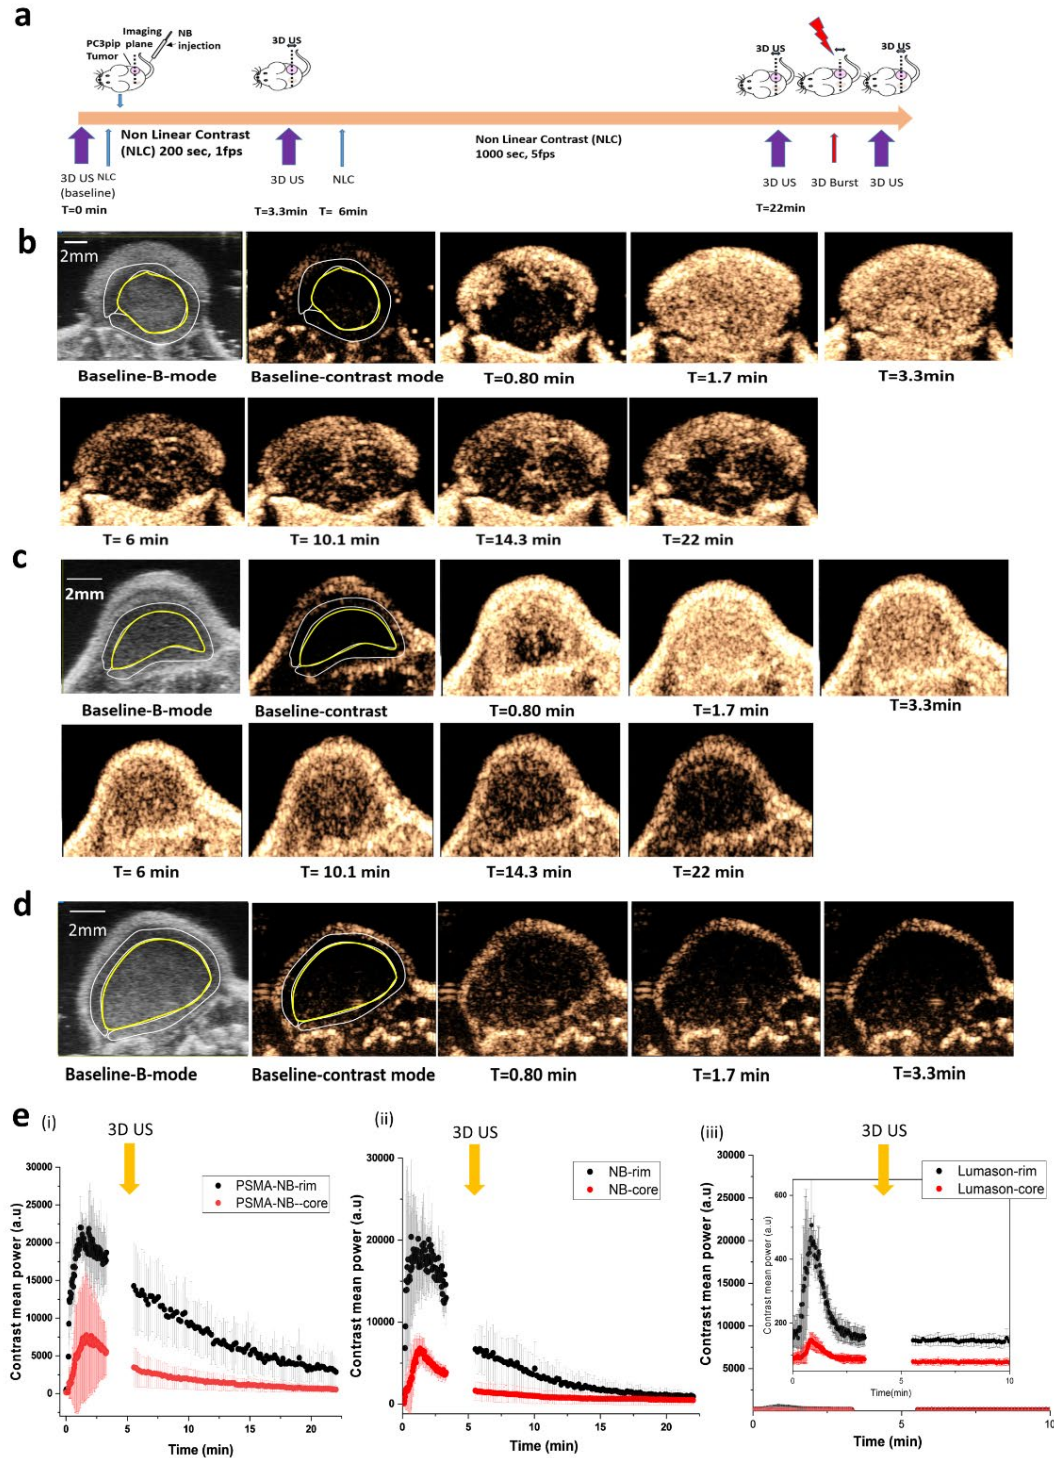 a
Imaging
plane
NB
injection
PC3pip
Tumor
3D US
3D US
3D US
Non Linear Contrast
(NLC) 200 sec, 1fps
Non Linear Contrast (NLC)
1000 sec, 5fps
3D US
(baseline)
NLC
3D US
NLC
3D US
3D Burst
3D US
T=0 min
T=3.3min
T= 6min
T=22min
b
2mm
Baseline-B-mode
Baseline-contrast mode
T=0.80 min
T=1.7 min
T=3.3min
T= 6 min
T= 10.1 min
T=14.3 min
T=22 min
c
2mm
Baseline-B-mode
Baseline-contrast
T=0.80 min
T=1.7 min
T=3.3min
T= 6 min
T= 10.1 min
T=14.3 min
T=22 min
d
2mm
Baseline-B-mode
Baseline-contrast mode
T=0.80 min
T=1.7 min
T=3.3min
e
(i)
3D US
30000
25000
20000
15000
10000
5000
0
Contrast mean power (a.u)
PSMA-NB-rim
PSMA-NB--core
0 5 10 15 20
Time (min)
(ii)
3D US
30000
20000
10000
0
Contrast mean power (a.u)
NB-rim
NB-core
0 5 10 15 20
Time (min)
(iii)
3D US
30000
25000
20000
15000
10000
5000
Contrast mean power (a.u)
Lumason-rim
Lumason-core
600
400
200
Contrast mean power (a.u)
0 5 10
Time(min)
5 10
Time (min)